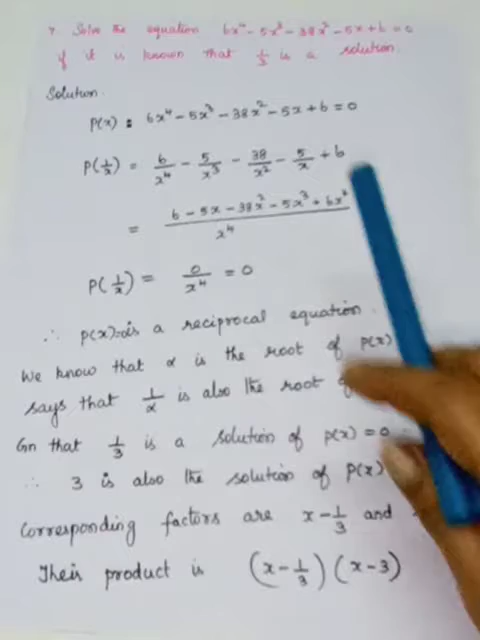 7. Solve the equation 6x⁴ - 5x³ - 38x² - 5x + 6 = 0
if it is known that 1/3 is a solution.
Solution
P(x) = 6x⁴ - 5x³ - 38x² - 5x + 6 = 0
P(1/x) = 6/x⁴ - 5/x³ - 38/x² - 5/x + 6
= (6 - 5x - 38x² - 5x³ + 6x⁴)/x⁴
P(1/x) = 0/x⁴ = 0
∴ P(x)=0 is a reciprocal equation.
We know that α is the root of P(x)
says that 1/α is also the root of
Gn that 1/3 is a solution of P(x) = 0
∴ 3 is also the solution of P(x)
Corresponding factors are x - 1/3 and
Their product is (x - 1/3)(x - 3)